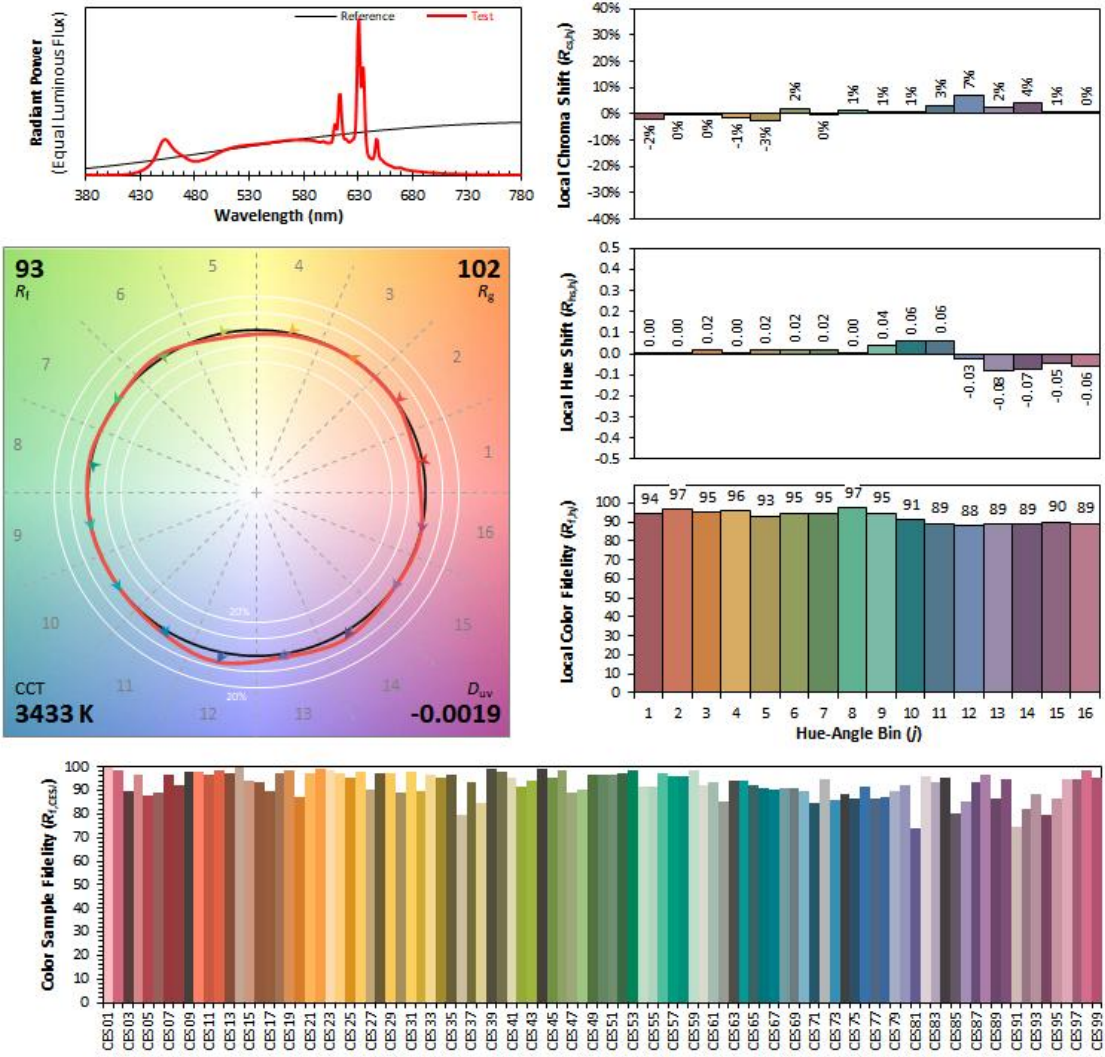 Radiant Power
(Equal Luminous Flux)
Reference Test
380 430 480 530 580 630 680 730 780
Wavelength (nm)
Local Chroma Shift (Rcs,hj)
40%
30%
20%
10%
0%
-10%
-20%
-30%
-40%
-2% 0% 0% -1% -3% 2% 0% 1% 1% 1% 3% 7% 2% 4% 1% 0%
93
Rf
102
Rg
5 4
6 3
7 2
8 1
9 16
10 15
11 14
12 13
20%
20%
CCT
3433 K
Duv
-0.0019
Local Hue Shift (Rhs,hj)
0.5
0.4
0.3
0.2
0.1
0.0
-0.1
-0.2
-0.3
-0.4
-0.5
0.00 0.00 0.02 0.00 0.02 0.02 0.02 0.00 0.04 0.06 0.06 -0.03 -0.08 -0.07 -0.05 -0.06
Local Color Fidelity (Rf,hj)
100
90
80
70
60
50
40
30
20
10
0
94 97 95 96 93 95 95 97 95 91 89 88 89 89 90 89
1 2 3 4 5 6 7 8 9 10 11 12 13 14 15 16
Hue-Angle Bin (j)
Color Sample Fidelity (Rf,CESi)
100
90
80
70
60
50
40
30
20
10
0
CES01 CES03 CES05 CES07 CES09 CES11 CES13 CES15 CES17 CES19 CES21 CES23 CES25 CES27 CES29 CES31 CES33 CES35 CES37 CES39 CES41 CES43 CES45 CES47 CES49 CES51 CES53 CES55 CES57 CES59 CES61 CES63 CES65 CES67 CES69 CES71 CES73 CES75 CES77 CES79 CES81 CES83 CES85 CES87 CES89 CES91 CES93 CES95 CES97 CES99